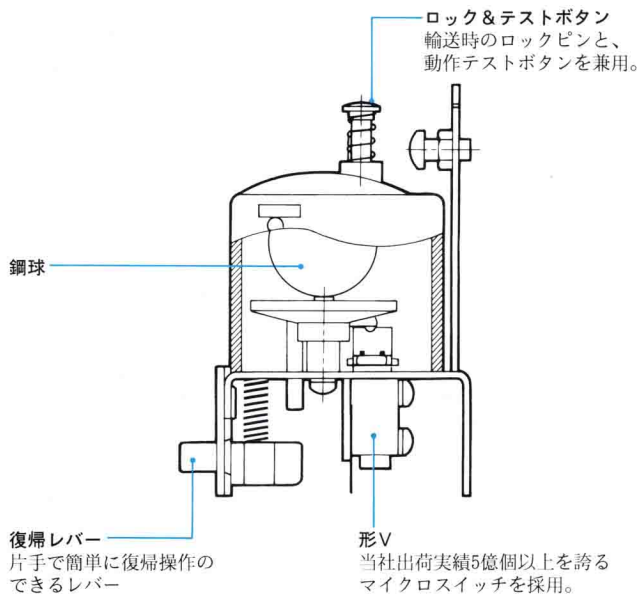 ロック&テストボタン
輸送時のロックピンと、
動作テストボタンを兼用。
鋼球
復帰レバー
片手で簡単に復帰操作の
できるレバー
形V
当社出荷実績5億個以上を誇る
マイクロスイッチを採用。